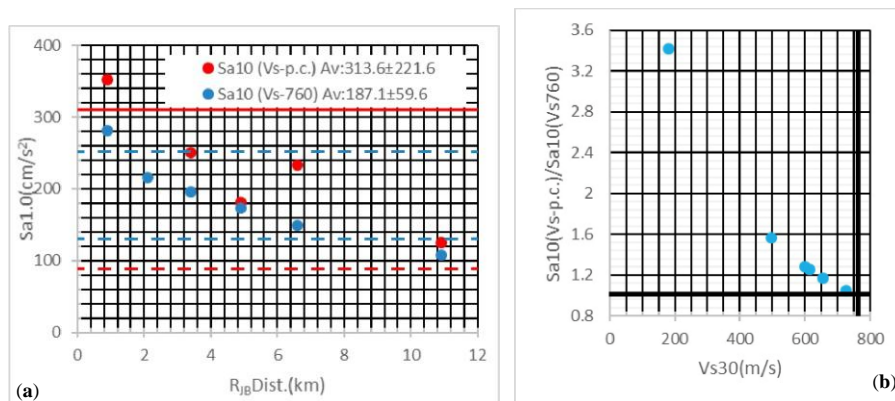 400
300
200
100
0
0 2 4 6 8 10 12
Sa1.0(cm/s²)
Sa10 (Vs-p.c.) Av:313.6±221.6
Sa10 (Vs-760) Av:187.1±59.6
R_JB Dist.(km)
(a)
3.6
3.2
2.8
2.4
2
1.6
1.2
0.8
0 200 400 600 800
Sa10(Vs-p.c.)/Sa10(Vs760)
Vs30(m/s)
(b)